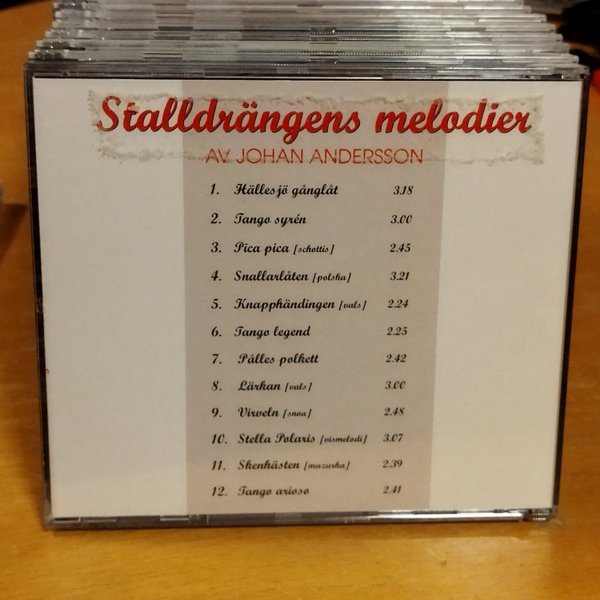 Stalldrängens melodier
AV JOHAN ANDERSSON
1. Hällesjö gånglåt 3.18
2. Tango syrén 3.00
3. Pica pica [schottis] 2.45
4. Snallarlåten [polska] 3.21
5. Knapphändingen [vals] 2.24
6. Tango legend 2.25
7. Pålles polkett 2.42
8. Lärkan [vals] 3.00
9. Virveln [snoa] 2.48
10. Stella Polaris [vismelodi] 3.07
11. Skenhästen [mazurka] 2.39
12. Tango arioso 2.41